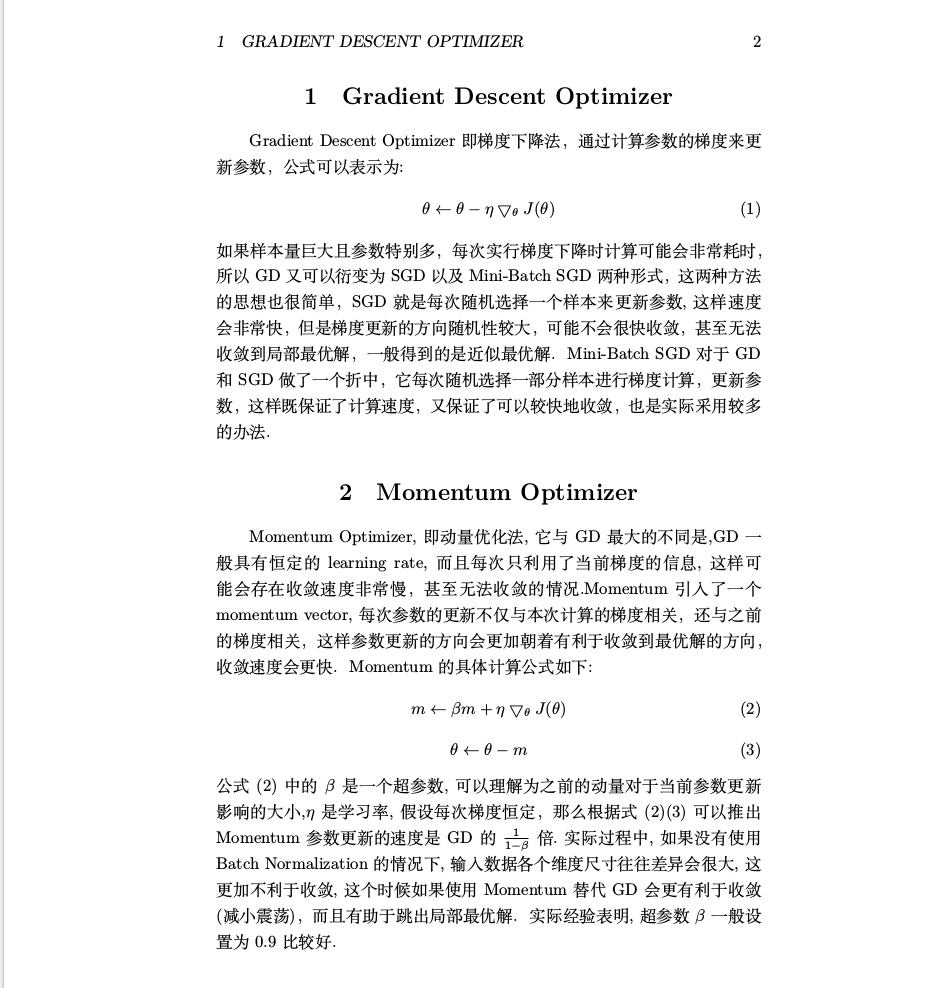 1 GRADIENT DESCENT OPTIMIZER 2
1 Gradient Descent Optimizer
Gradient Descent Optimizer 即梯度下降法，通过计算参数的梯度来更
新参数，公式可以表示为:
θ ← θ − η ▽θ J(θ) (1)
如果样本量巨大且参数特别多，每次实行梯度下降时计算可能会非常耗时，
所以 GD 又可以衍变为 SGD 以及 Mini-Batch SGD 两种形式，这两种方法
的思想也很简单，SGD 就是每次随机选择一个样本来更新参数, 这样速度
会非常快，但是梯度更新的方向随机性较大，可能不会很快收敛，甚至无法
收敛到局部最优解，一般得到的是近似最优解. Mini-Batch SGD 对于 GD
和 SGD 做了一个折中，它每次随机选择一部分样本进行梯度计算，更新参
数，这样既保证了计算速度，又保证了可以较快地收敛，也是实际采用较多
的办法.
2 Momentum Optimizer
Momentum Optimizer, 即动量优化法, 它与 GD 最大的不同是,GD 一
般具有恒定的 learning rate, 而且每次只利用了当前梯度的信息, 这样可
能会存在收敛速度非常慢，甚至无法收敛的情况.Momentum 引入了一个
momentum vector, 每次参数的更新不仅与本次计算的梯度相关，还与之前
的梯度相关，这样参数更新的方向会更加朝着有利于收敛到最优解的方向，
收敛速度会更快. Momentum 的具体计算公式如下:
m ← βm + η ▽θ J(θ) (2)
θ ← θ − m (3)
公式 (2) 中的 β 是一个超参数, 可以理解为之前的动量对于当前参数更新
影响的大小,η 是学习率, 假设每次梯度恒定，那么根据式 (2)(3) 可以推出
Momentum 参数更新的速度是 GD 的 1/(1−β) 倍. 实际过程中, 如果没有使用
Batch Normalization 的情况下, 输入数据各个维度尺寸往往差异会很大, 这
更加不利于收敛, 这个时候如果使用 Momentum 替代 GD 会更有利于收敛
(减小震荡)，而且有助于跳出局部最优解. 实际经验表明, 超参数 β 一般设
置为 0.9 比较好.